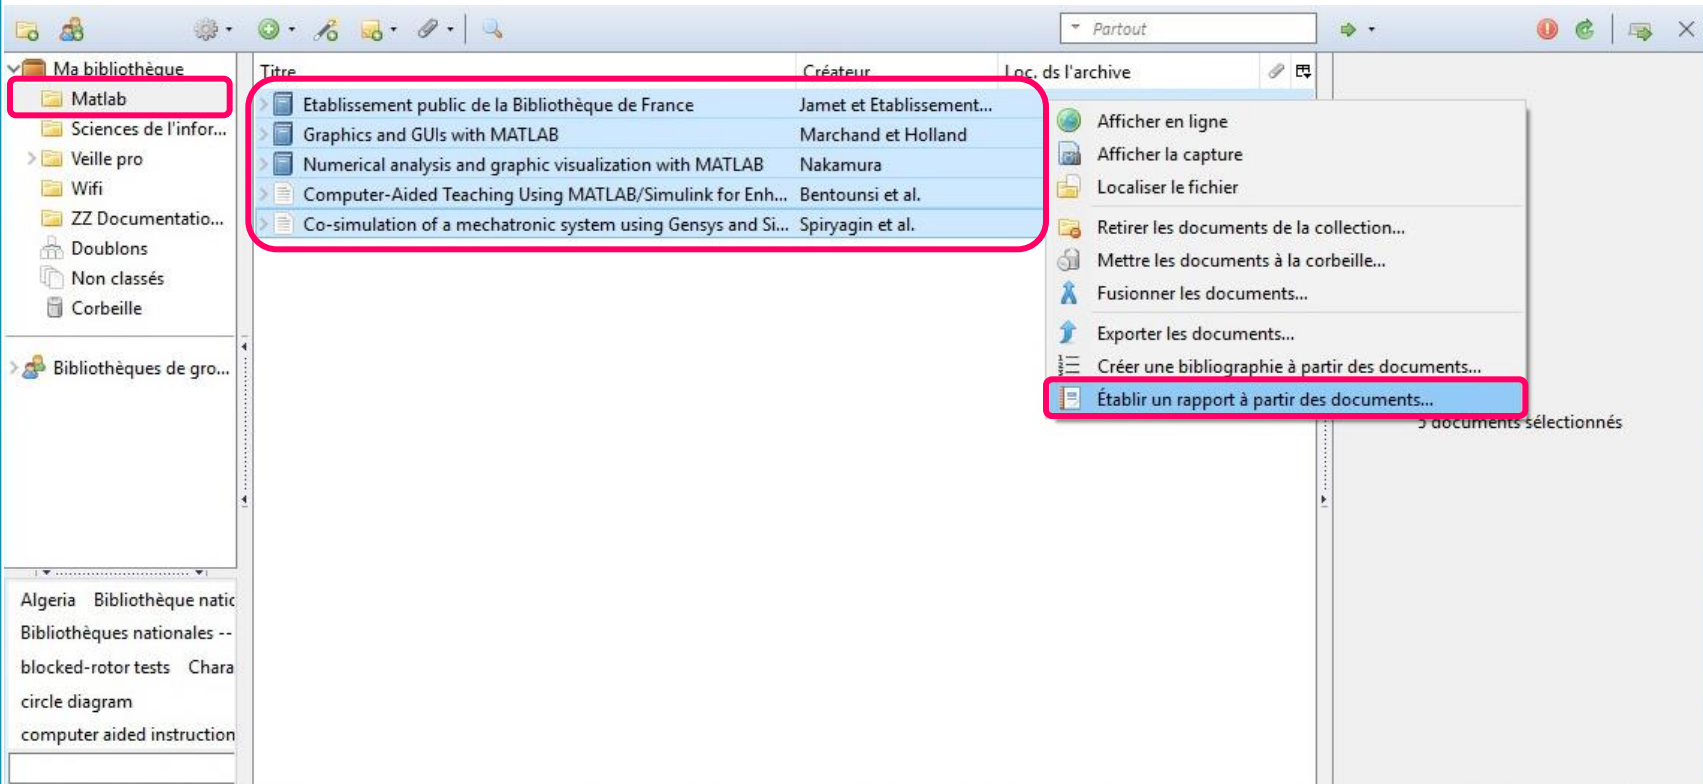 Partout
Ma bibliothèque
Matlab
Sciences de l'infor...
Veille pro
Wifi
ZZ Documentatio...
Doublons
Non classés
Corbeille
Bibliothèques de gro...
Algeria Bibliothèque natic
Bibliothèques nationales --
blocked-rotor tests Chara
circle diagram
computer aided instruction
Titre Créateur Loc. ds l'archive
Etablissement public de la Bibliothèque de France Jamet et Etablissement...
Graphics and GUIs with MATLAB Marchand et Holland
Numerical analysis and graphic visualization with MATLAB Nakamura
Computer-Aided Teaching Using MATLAB/Simulink for Enh... Bentounsi et al.
Co-simulation of a mechatronic system using Gensys and Si... Spiryagin et al.
Afficher en ligne
Afficher la capture
Localiser le fichier
Retirer les documents de la collection...
Mettre les documents à la corbeille...
Fusionner les documents...
Exporter les documents...
Créer une bibliographie à partir des documents...
Établir un rapport à partir des documents...
documents sélectionnés